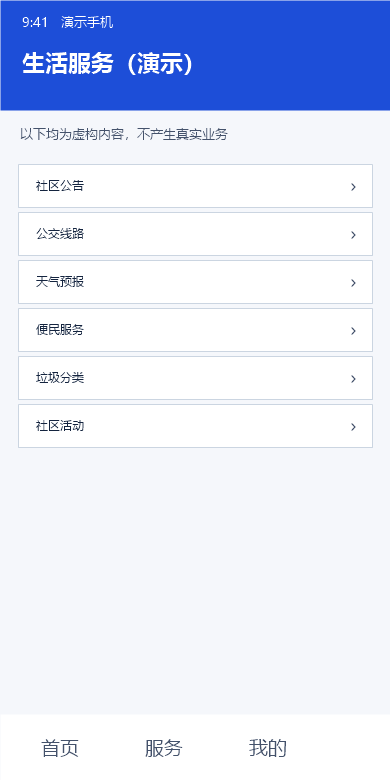 9:41 演示手机
生活服务（演示）
以下均为虚构内容，不产生真实业务
社区公告 ›
公交线路 ›
天气预报 ›
便民服务 ›
垃圾分类 ›
社区活动 ›
首页 服务 我的